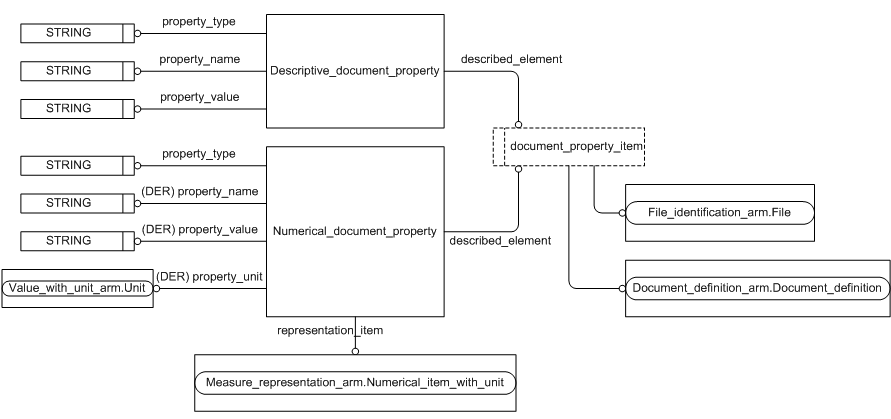 property_type
STRING
property_name
STRING
Descriptive_document_property
property_value
STRING
described_element
document_property_item
property_type
STRING
(DER) property_name
STRING
(DER) property_value
STRING
Numerical_document_property
described_element
(DER) property_unit
Value_with_unit_arm.Unit
File_identification_arm.File
Document_definition_arm.Document_definition
representation_item
Measure_representation_arm.Numerical_item_with_unit